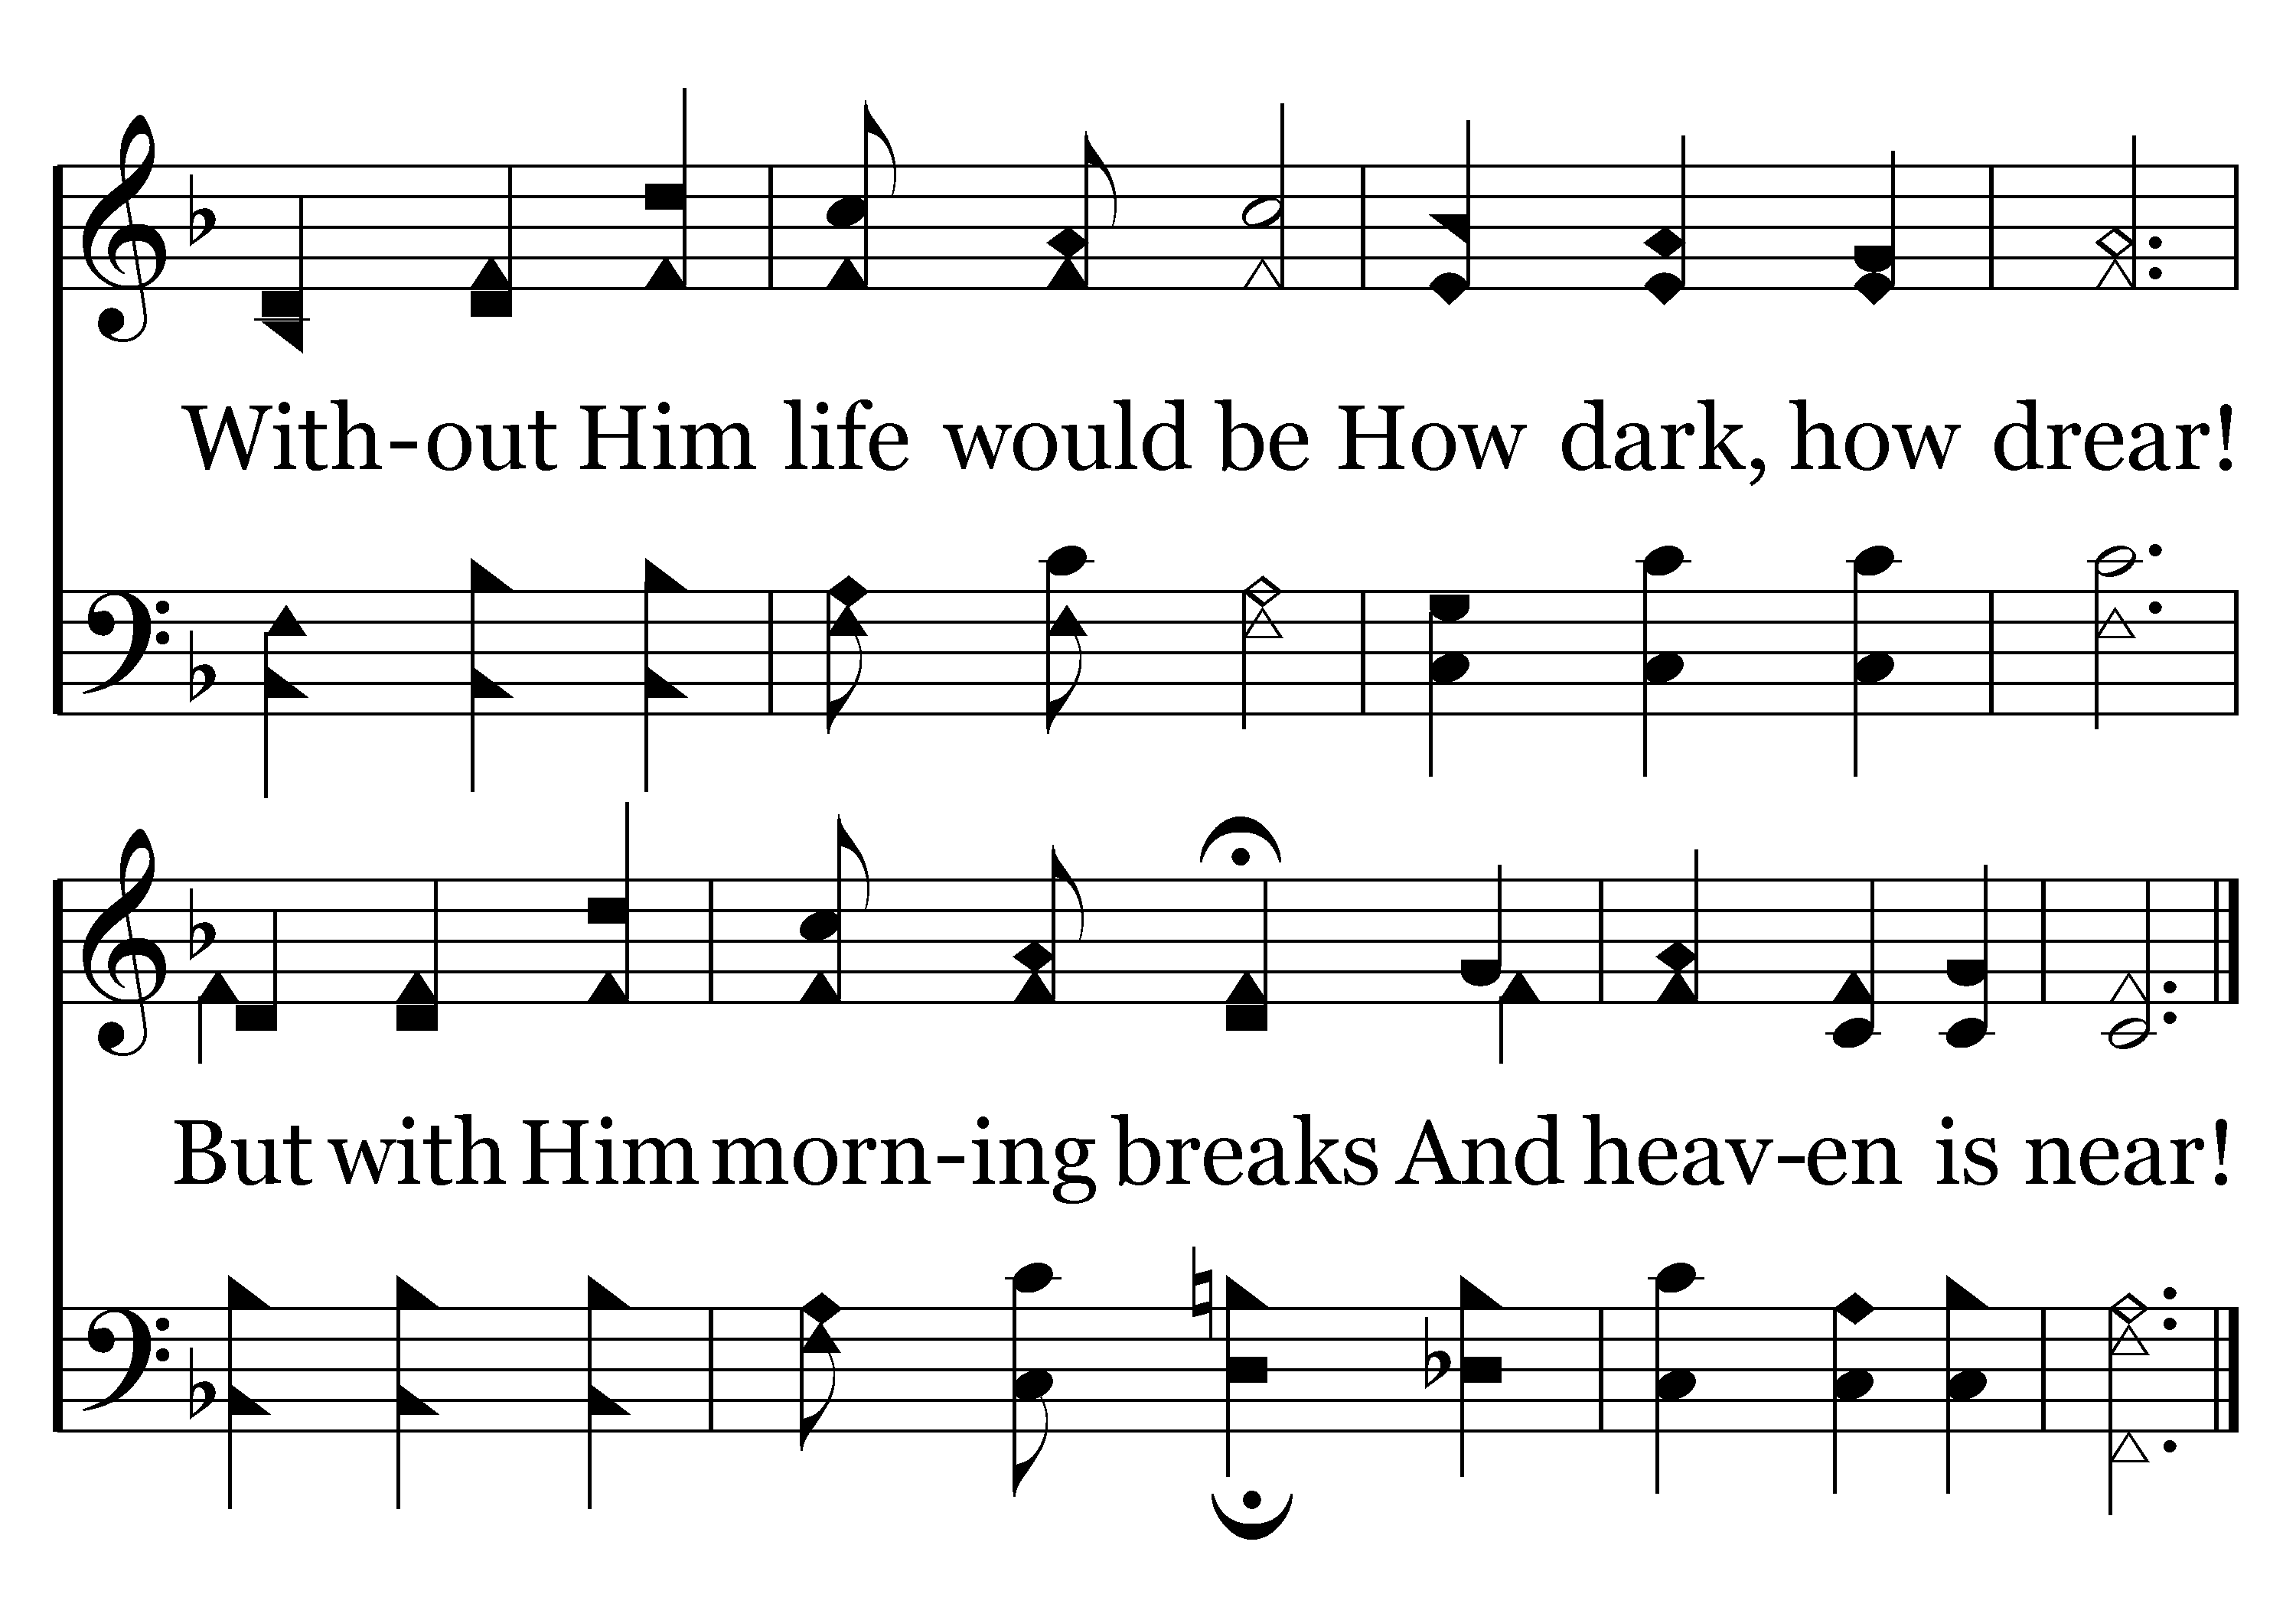 With-out Him life would be How dark, how drear!
But with Him morn-ing breaks And heav-en is near!